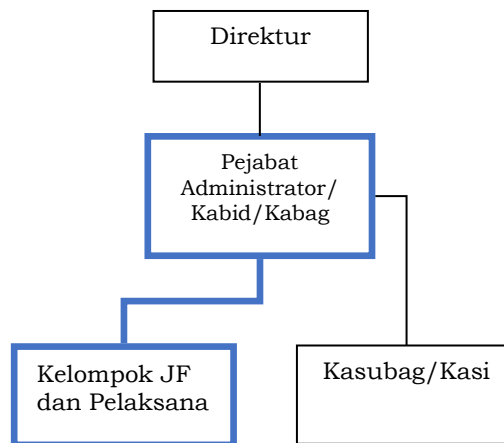 Direktur
Pejabat
Administrator/
Kabid/Kabag
Kelompok JF
dan Pelaksana
Kasubag/Kasi